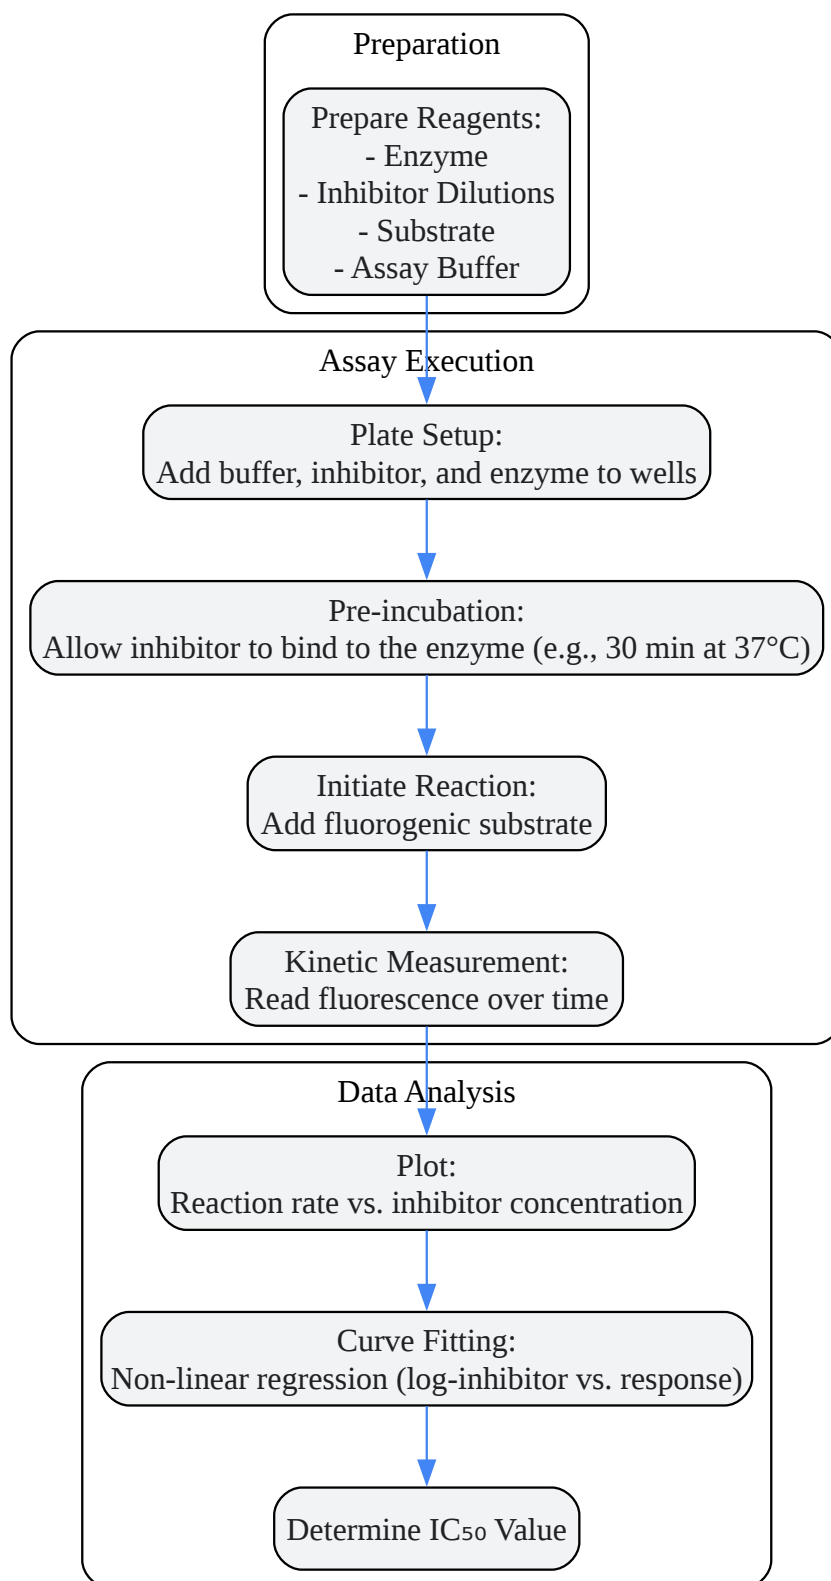 Preparation
Prepare Reagents:
- Enzyme
- Inhibitor Dilutions
- Substrate
- Assay Buffer
Assay Execution
Plate Setup:
Add buffer, inhibitor, and enzyme to wells
Pre-incubation:
Allow inhibitor to bind to the enzyme (e.g., 30 min at 37°C)
Initiate Reaction:
Add fluorogenic substrate
Kinetic Measurement:
Read fluorescence over time
Data Analysis
Plot:
Reaction rate vs. inhibitor concentration
Curve Fitting:
Non-linear regression (log-inhibitor vs. response)
Determine IC₅₀ Value